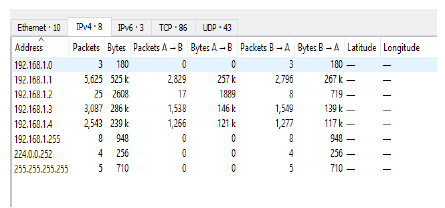 Ethernet · 10 IPv4 · 8 IPv6 · 3 TCP · 86 UDP · 43
Address Packets Bytes Packets A → B Bytes A → B Packets B → A Bytes B → A Latitude Longitude
192.168.1.0 3 180 0 0 3 180 — —
192.168.1.1 5,625 525 k 2,829 257 k 2,796 267 k — —
192.168.1.2 25 2608 17 1889 8 719 — —
192.168.1.3 3,087 286 k 1,538 146 k 1,549 139 k — —
192.168.1.4 2,543 239 k 1,266 121 k 1,277 117 k — —
192.168.1.255 8 948 0 0 8 948 — —
224.0.0.252 4 256 0 0 4 256 — —
255.255.255.255 5 710 0 0 5 710 — —